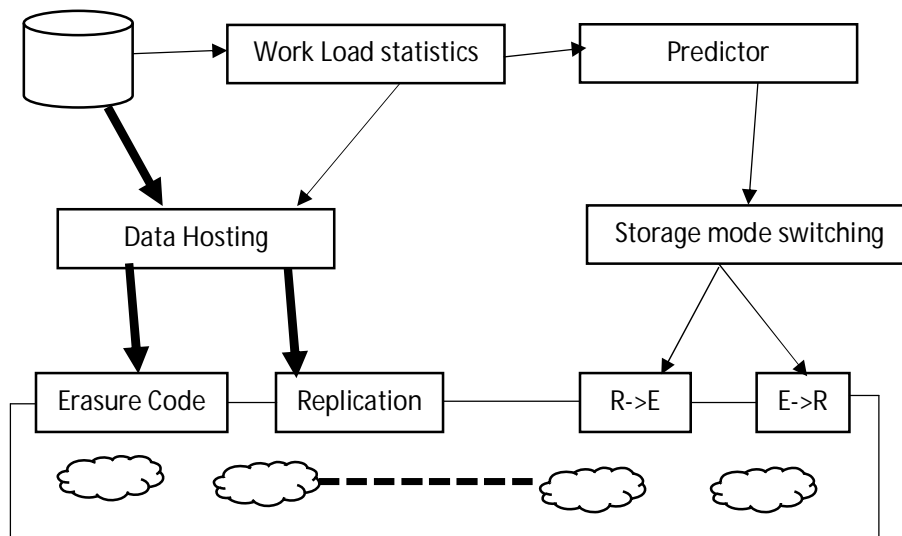 Work Load statistics
Predictor
Data Hosting
Storage mode switching
Erasure Code
Replication
R->E
E->R